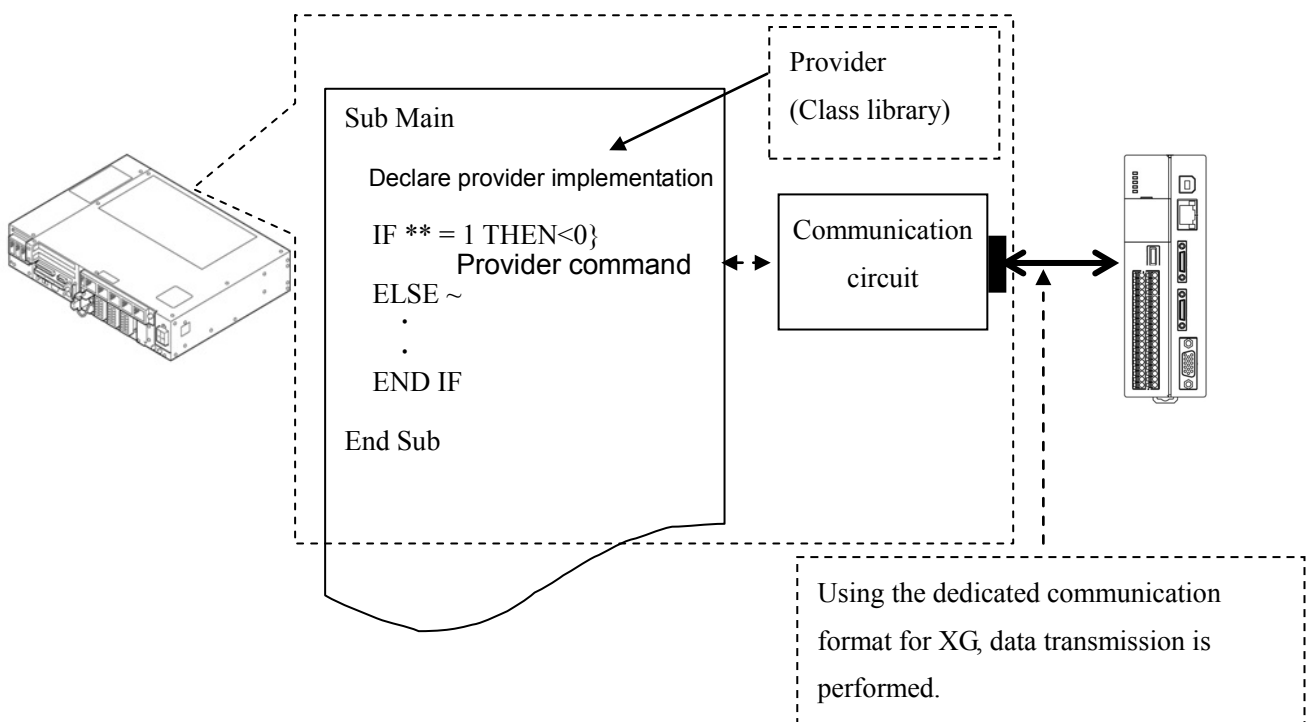 Provider
(Class library)
Sub Main
Declare provider implementation
IF ** = 1 THEN<0}
Provider command
ELSE ~
・
・
END IF
End Sub
Communication
circuit
Using the dedicated communication
format for XG, data transmission is
performed.